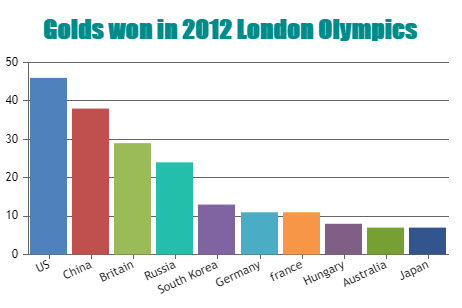 Golds won in 2012 London Olympics
50
40
30
20
10
0
US
China
Britain
Russia
South Korea
Germany
france
Hungary
Australia
Japan